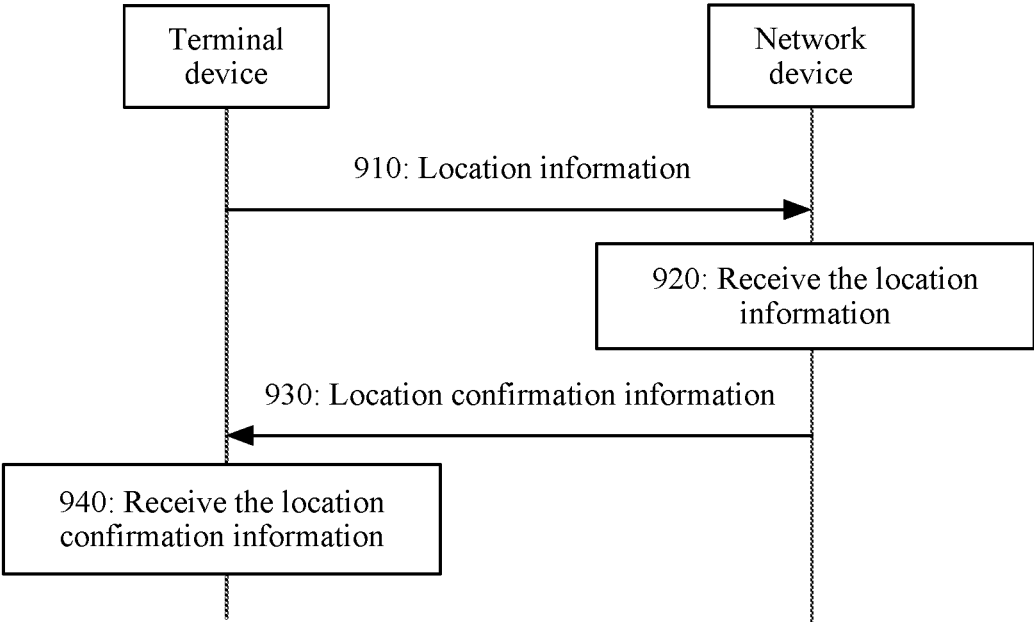 Terminal
device
Network
device
910: Location information
920: Receive the location
information
930: Location confirmation information
940: Receive the location
confirmation information